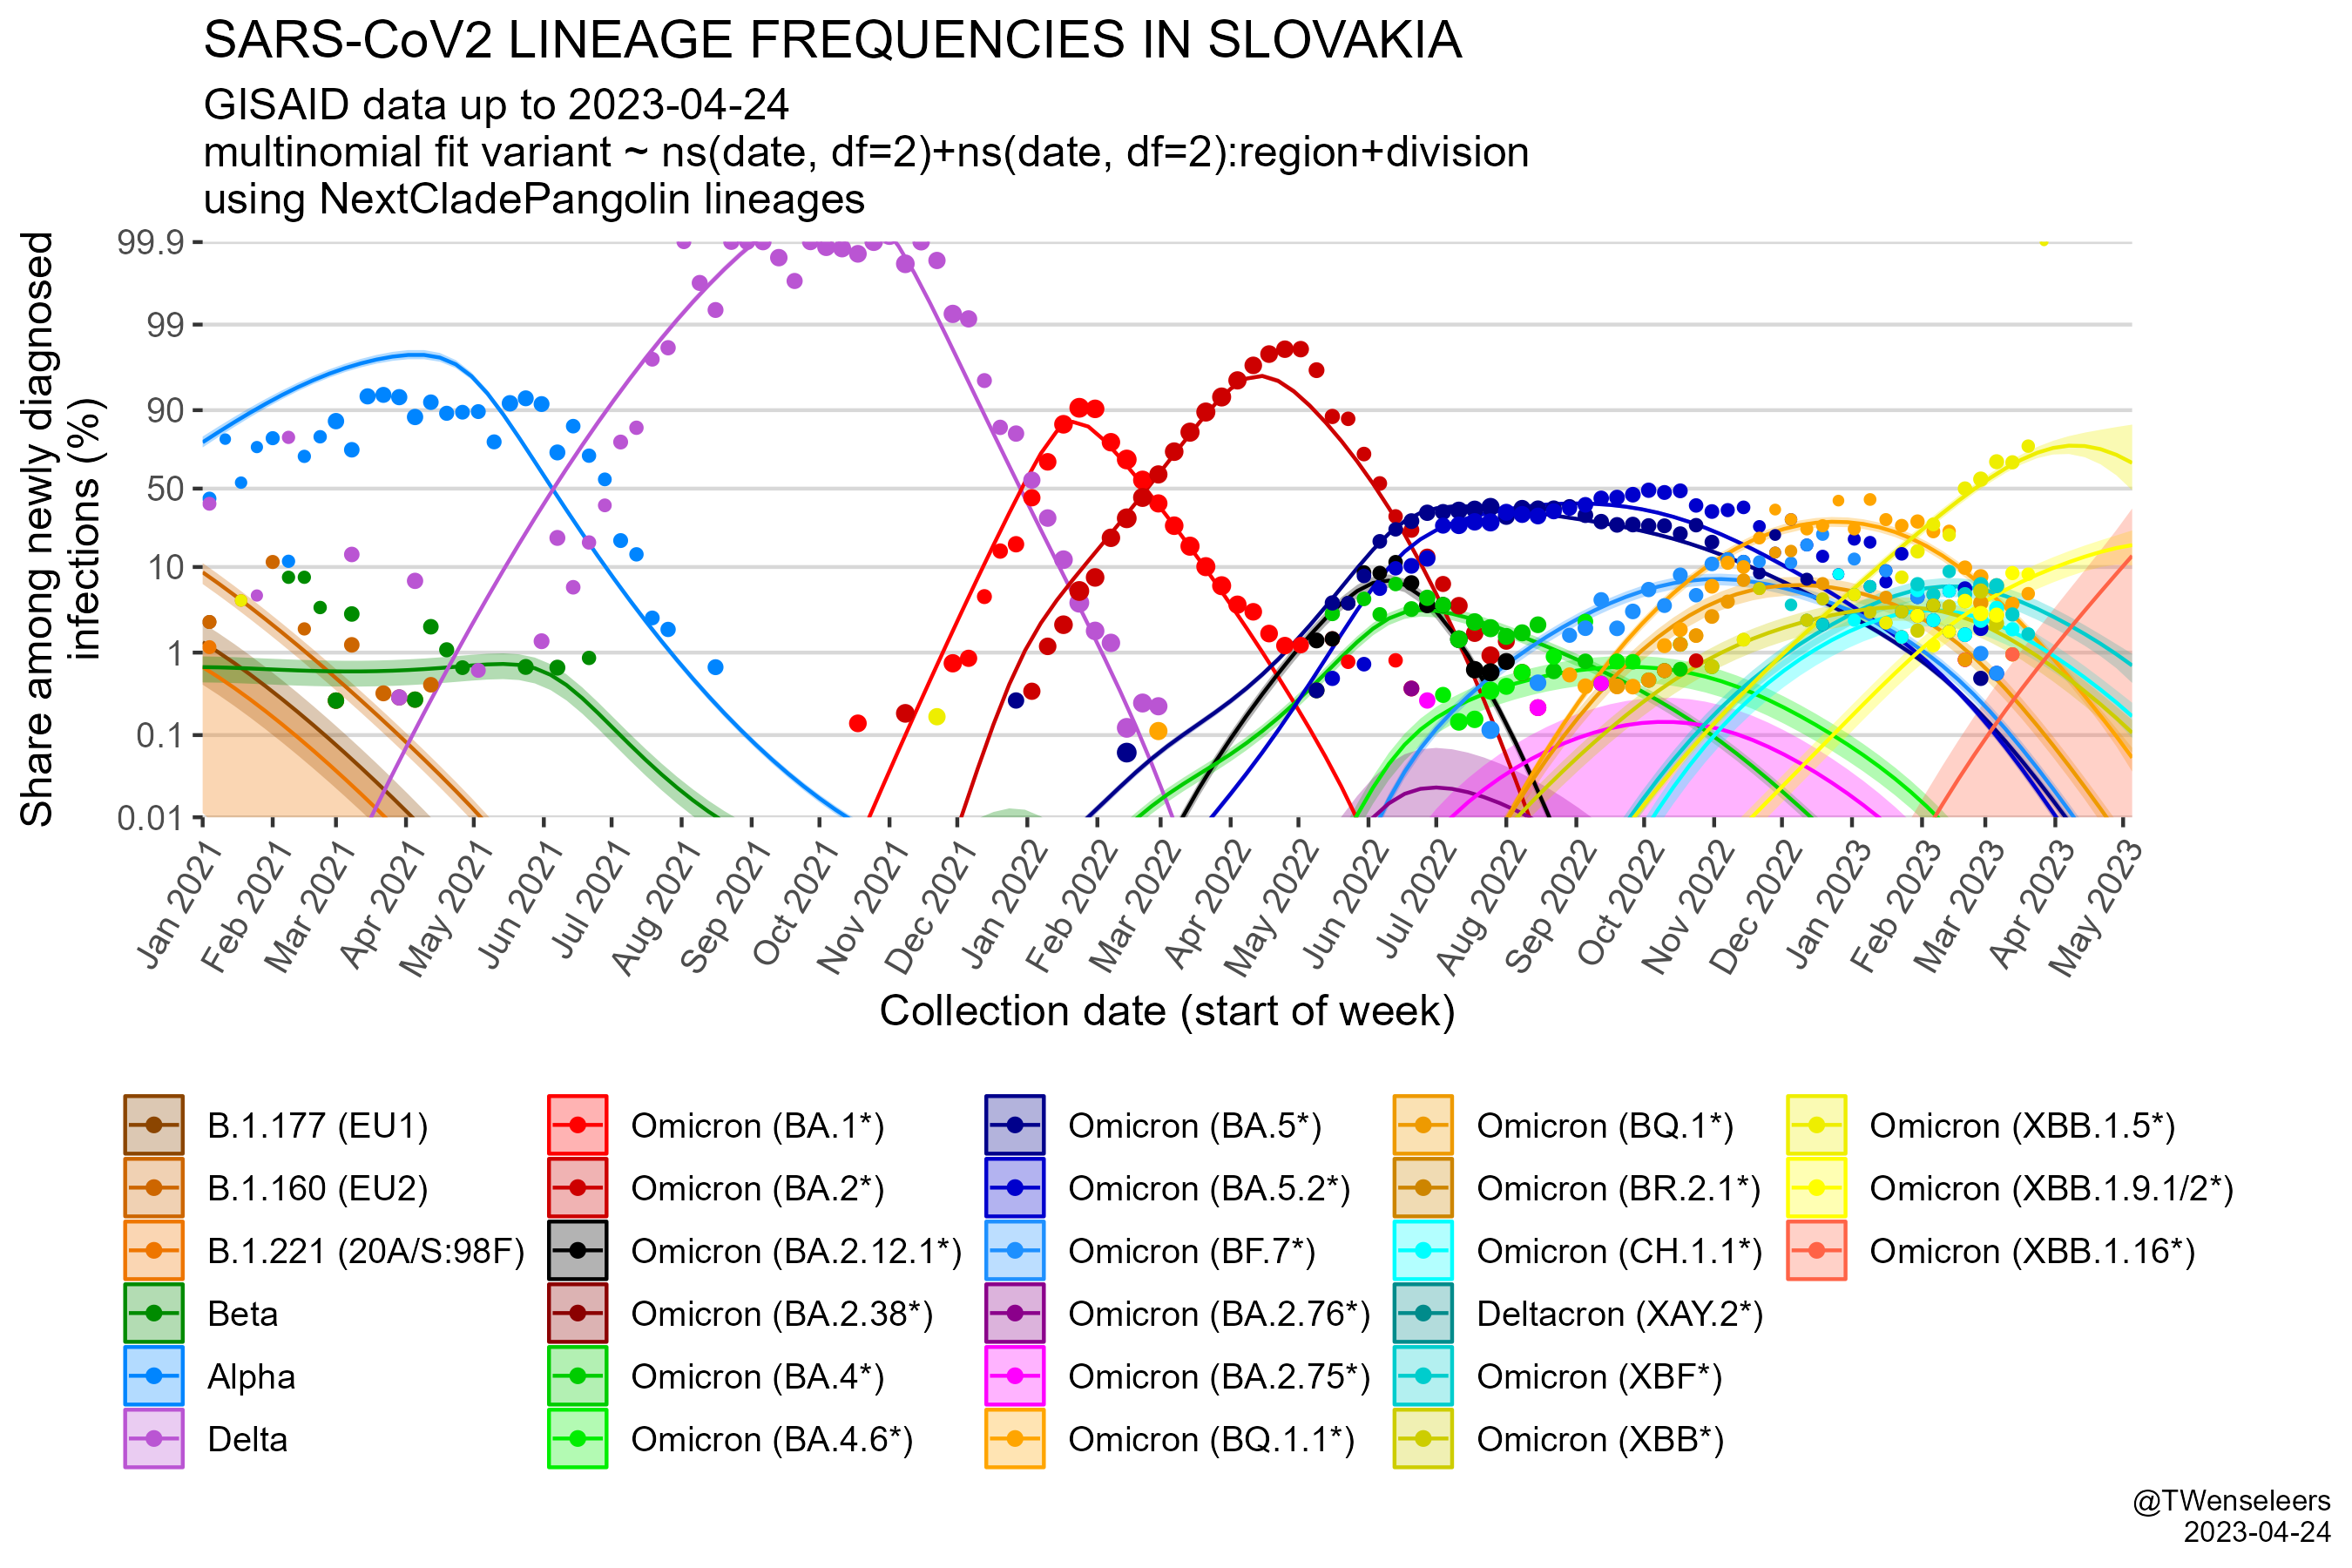 SARS-CoV2 LINEAGE FREQUENCIES IN SLOVAKIA
GISAID data up to 2023-04-24
multinomial fit variant ~ ns(date, df=2)+ns(date, df=2):region+division
using NextCladePangolin lineages
Share among newly diagnosed
infections (%)
99.9
99
90
50
10
1
0.1
0.01
Jan 2021
Feb 2021
Mar 2021
Apr 2021
May 2021
Jun 2021
Jul 2021
Aug 2021
Sep 2021
Oct 2021
Nov 2021
Dec 2021
Jan 2022
Feb 2022
Mar 2022
Apr 2022
May 2022
Jun 2022
Jul 2022
Aug 2022
Sep 2022
Oct 2022
Nov 2022
Dec 2022
Jan 2023
Feb 2023
Mar 2023
Apr 2023
May 2023
Collection date (start of week)
B.1.177 (EU1)
B.1.160 (EU2)
B.1.221 (20A/S:98F)
Beta
Alpha
Delta
Omicron (BA.1*)
Omicron (BA.2*)
Omicron (BA.2.12.1*)
Omicron (BA.2.38*)
Omicron (BA.4*)
Omicron (BA.4.6*)
Omicron (BA.5*)
Omicron (BA.5.2*)
Omicron (BF.7*)
Omicron (BA.2.76*)
Omicron (BA.2.75*)
Omicron (BQ.1.1*)
Omicron (BQ.1*)
Omicron (BR.2.1*)
Omicron (CH.1.1*)
Deltacron (XAY.2*)
Omicron (XBF*)
Omicron (XBB*)
Omicron (XBB.1.5*)
Omicron (XBB.1.9.1/2*)
Omicron (XBB.1.16*)
@TWenseleers
2023-04-24